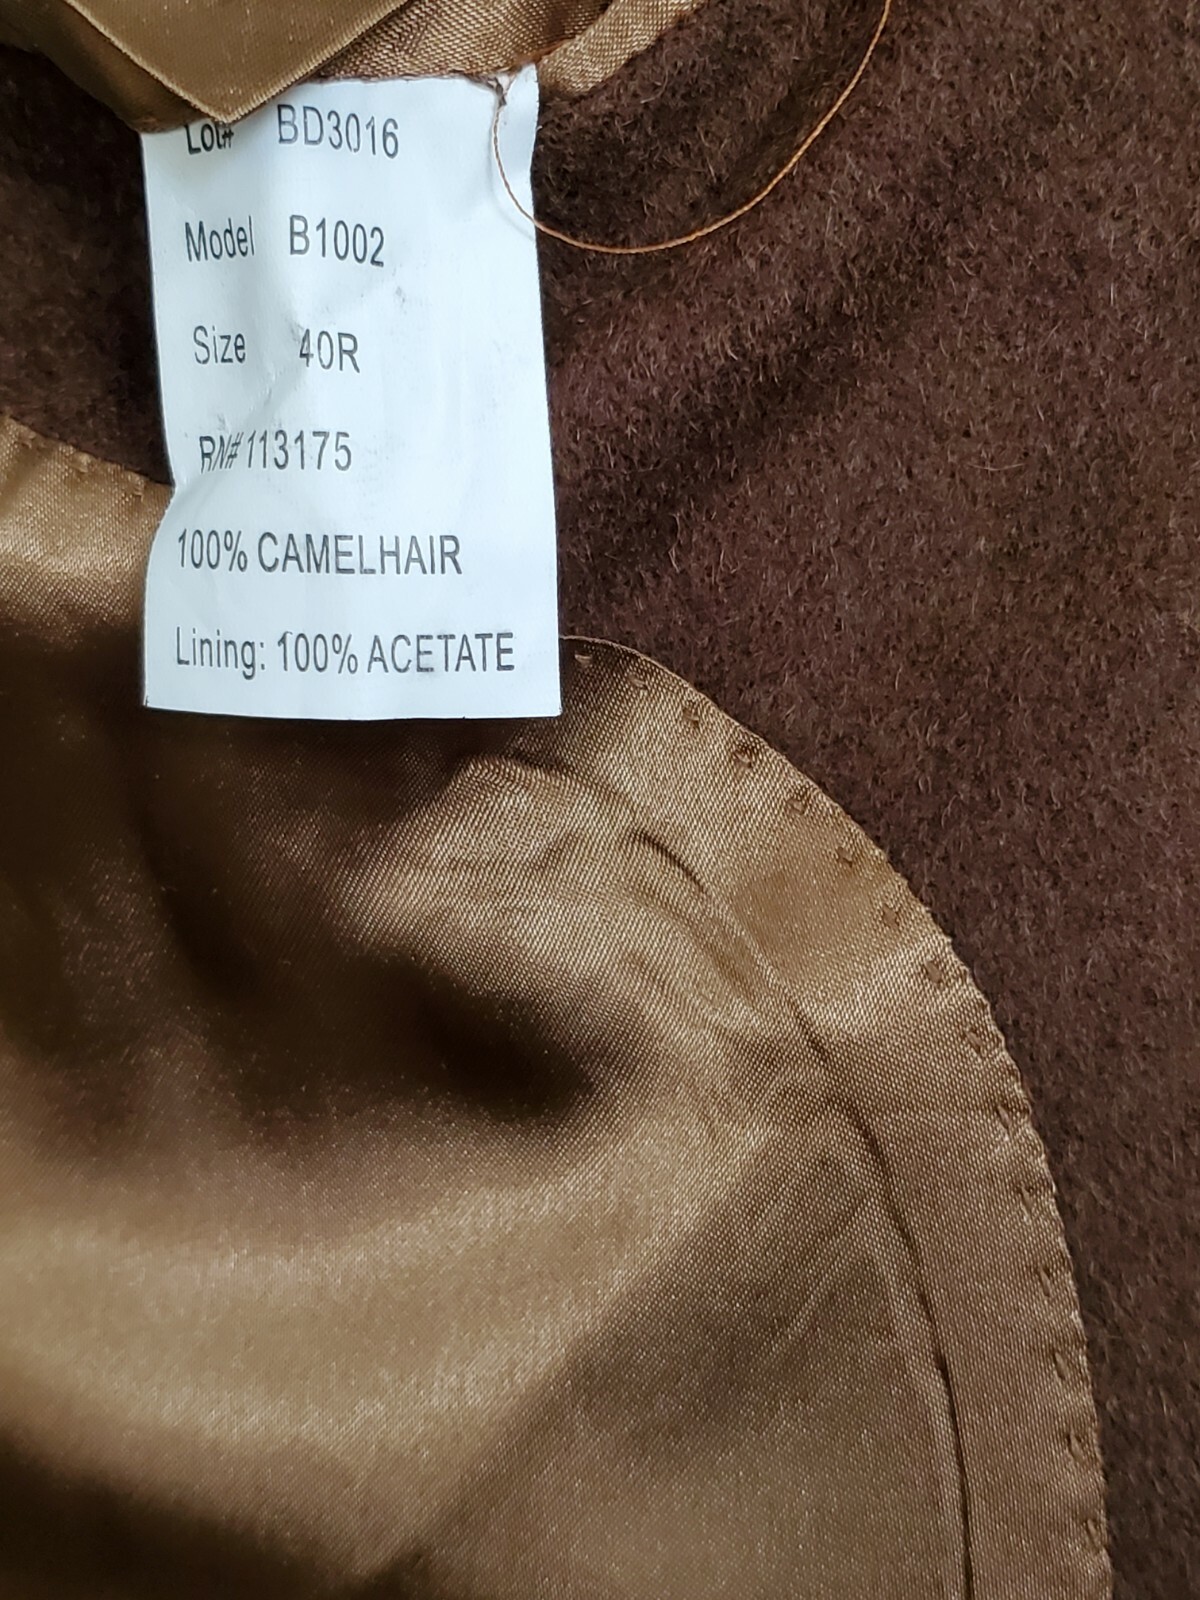 Lot# BD3016
Model B1002
Size 40R
RN# 113175
100% CAMELHAIR
Lining: 100% ACETATE